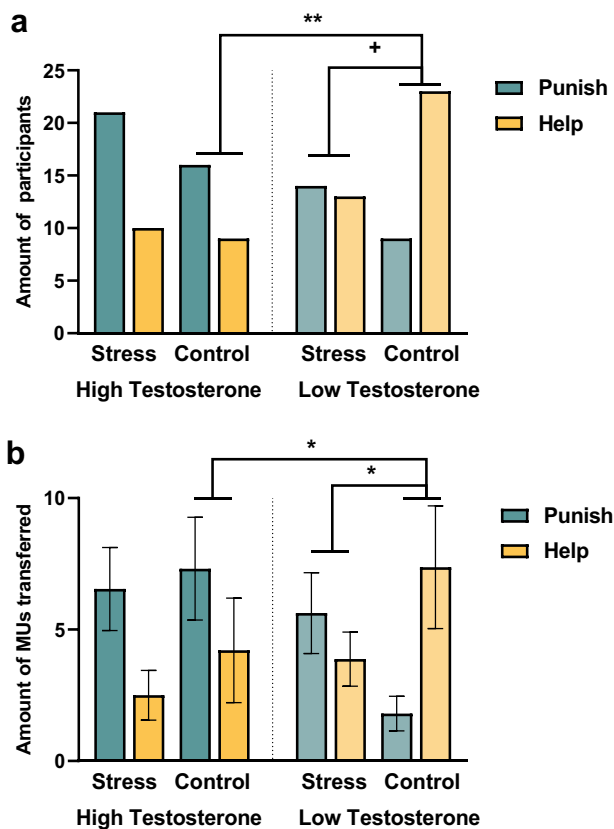 a
**
+
25
20
15
10
5
0
Amount of participants
Punish
Help
Stress Control Stress Control
High Testosterone Low Testosterone
b
*
*
10
5
0
Amount of MUs transferred
Punish
Help
Stress Control Stress Control
High Testosterone Low Testosterone